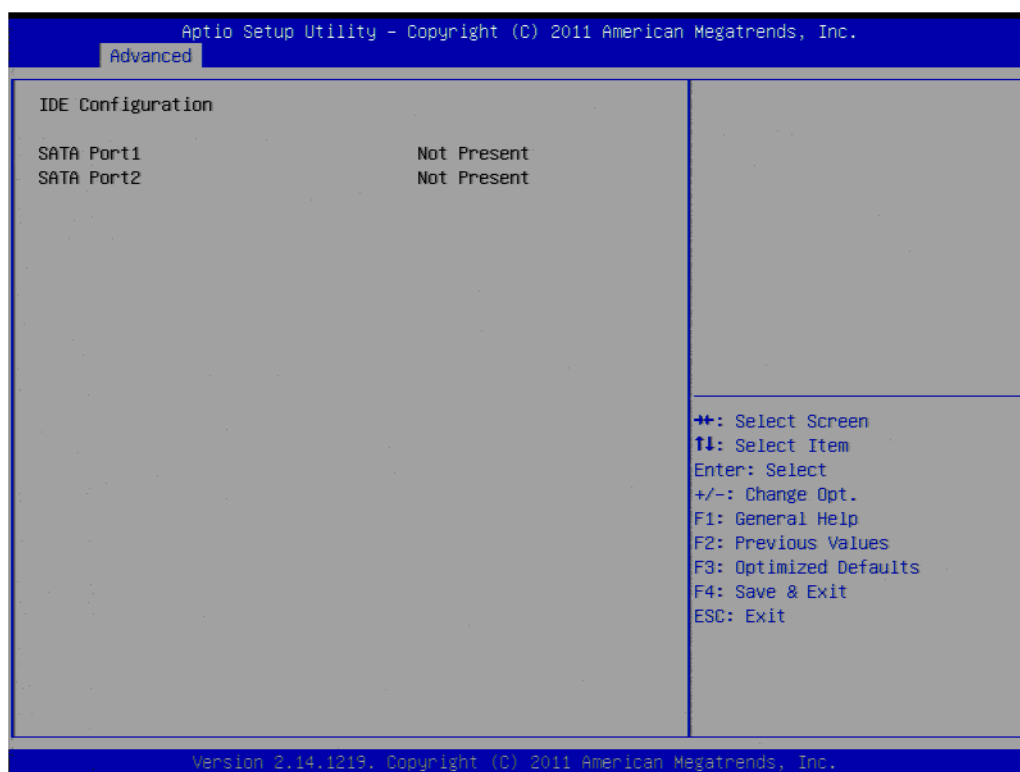 Aptio Setup Utility – Copyright (C) 2011 American Megatrends, Inc.
Advanced
IDE Configuration
SATA Port1 Not Present
SATA Port2 Not Present
→←: Select Screen
↑↓: Select Item
Enter: Select
+/-: Change Opt.
F1: General Help
F2: Previous Values
F3: Optimized Defaults
F4: Save & Exit
ESC: Exit
Version 2.14.1219. Copyright (C) 2011 American Megatrends, Inc.